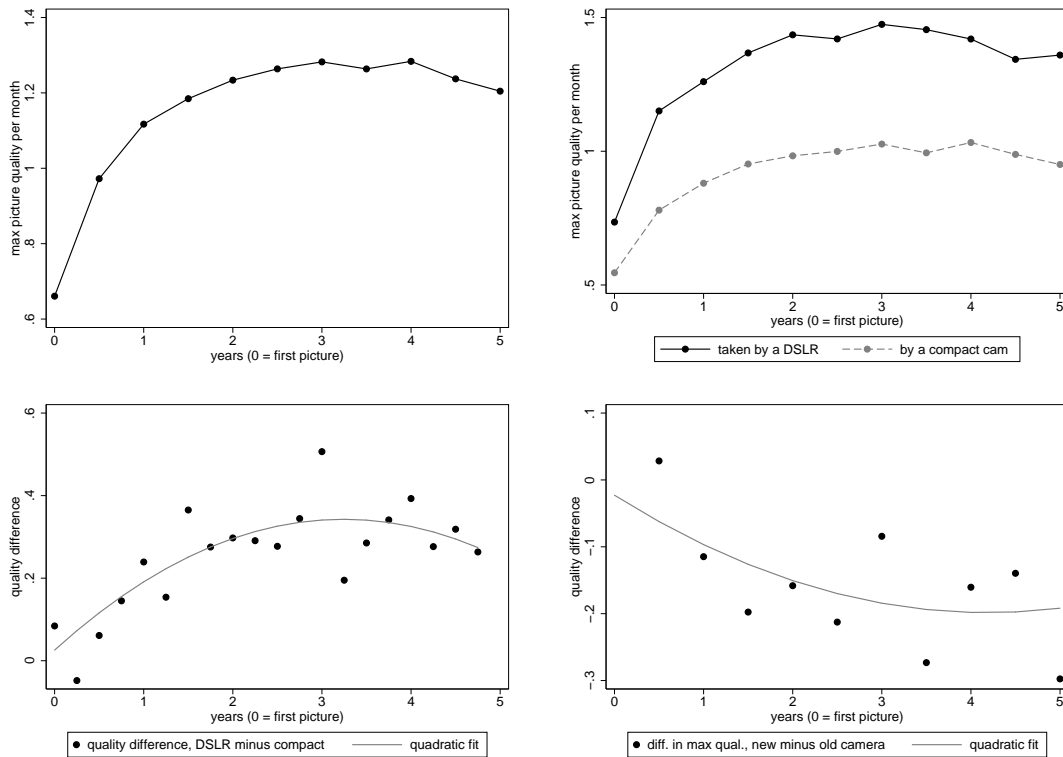 max picture quality per month
1.4
1.2
1
.8
.6
0 1 2 3 4 5
years (0 = first picture)
max picture quality per month
1.5
1
.5
0 1 2 3 4 5
years (0 = first picture)
taken by a DSLR by a compact cam
quality difference
.6
.4
.2
0
0 1 2 3 4 5
years (0 = first picture)
quality difference, DSLR minus compact quadratic fit
quality difference
.1
0
−.1
−.2
−.3
0 1 2 3 4 5
years (0 = first picture)
diff. in max qual., new minus old camera quadratic fit